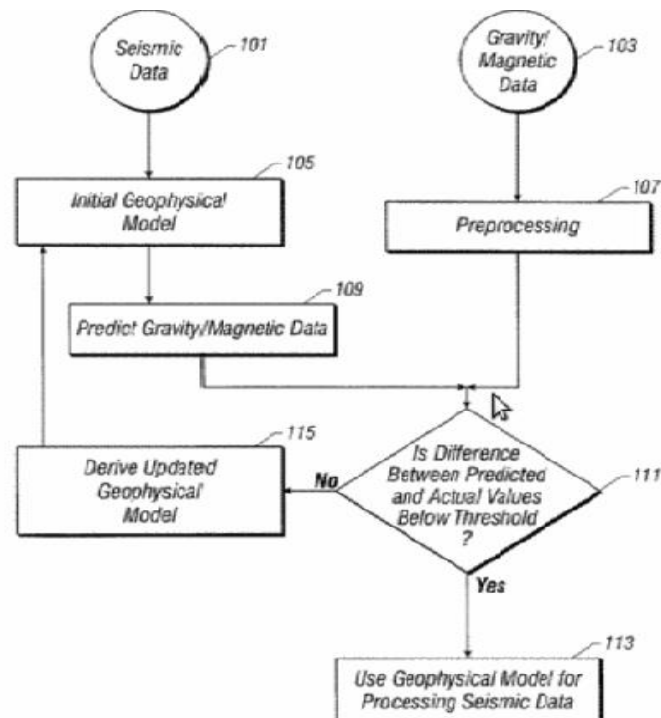 Seismic
Data
101
Gravity/
Magnetic
Data
103
105
Initial Geophysical
Model
107
Preprocessing
109
Predict Gravity/Magnetic Data
115
Derive Updated
Geophysical
Model
No
Is Difference
Between Predicted
and Actual Values
Below Threshold
?
111
Yes
113
Use Geophysical Model for
Processing Seismic Data